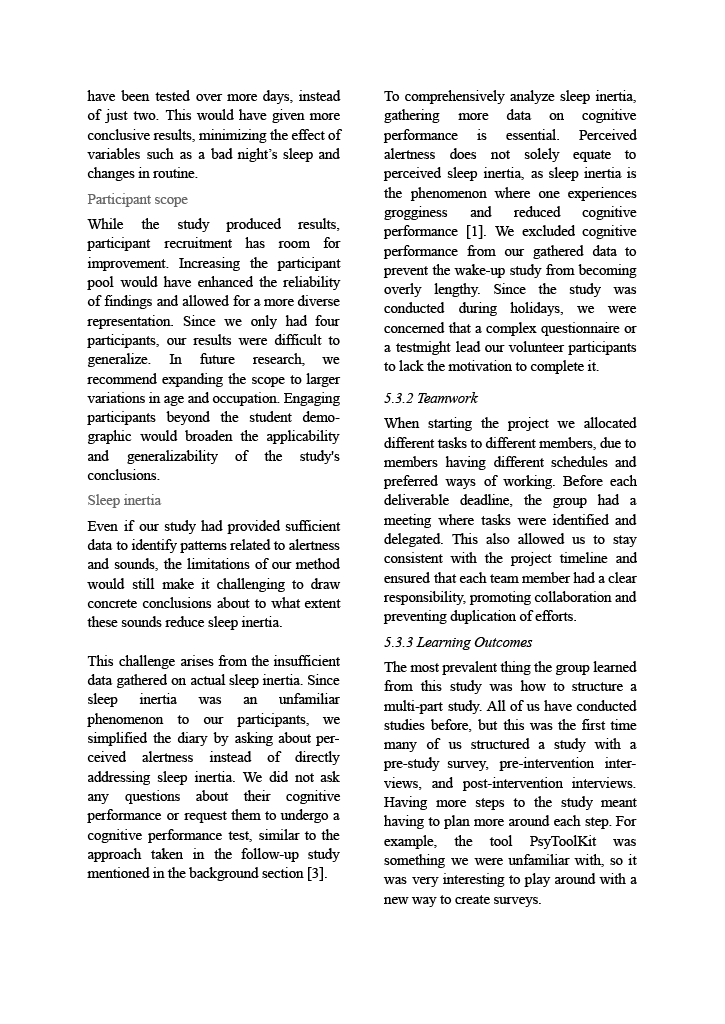 have been tested over more days, instead
of just two. This would have given more
conclusive results, minimizing the effect of
variables such as a bad night’s sleep and
changes in routine.
Participant scope
While the study produced results,
participant recruitment has room for
improvement. Increasing the participant
pool would have enhanced the reliability
of findings and allowed for a more diverse
representation. Since we only had four
participants, our results were difficult to
generalize. In future research, we
recommend expanding the scope to larger
variations in age and occupation. Engaging
participants beyond the student demo-
graphic would broaden the applicability
and generalizability of the study's
conclusions.
Sleep inertia
Even if our study had provided sufficient
data to identify patterns related to alertness
and sounds, the limitations of our method
would still make it challenging to draw
concrete conclusions about to what extent
these sounds reduce sleep inertia.
This challenge arises from the insufficient
data gathered on actual sleep inertia. Since
sleep inertia was an unfamiliar
phenomenon to our participants, we
simplified the diary by asking about per-
ceived alertness instead of directly
addressing sleep inertia. We did not ask
any questions about their cognitive
performance or request them to undergo a
cognitive performance test, similar to the
approach taken in the follow-up study
mentioned in the background section [3].
To comprehensively analyze sleep inertia,
gathering more data on cognitive
performance is essential. Perceived
alertness does not solely equate to
perceived sleep inertia, as sleep inertia is
the phenomenon where one experiences
grogginess and reduced cognitive
performance [1]. We excluded cognitive
performance from our gathered data to
prevent the wake-up study from becoming
overly lengthy. Since the study was
conducted during holidays, we were
concerned that a complex questionnaire or
a testmight lead our volunteer participants
to lack the motivation to complete it.
5.3.2 Teamwork
When starting the project we allocated
different tasks to different members, due to
members having different schedules and
preferred ways of working. Before each
deliverable deadline, the group had a
meeting where tasks were identified and
delegated. This also allowed us to stay
consistent with the project timeline and
ensured that each team member had a clear
responsibility, promoting collaboration and
preventing duplication of efforts.
5.3.3 Learning Outcomes
The most prevalent thing the group learned
from this study was how to structure a
multi-part study. All of us have conducted
studies before, but this was the first time
many of us structured a study with a
pre-study survey, pre-intervention inter-
views, and post-intervention interviews.
Having more steps to the study meant
having to plan more around each step. For
example, the tool PsyToolKit was
something we were unfamiliar with, so it
was very interesting to play around with a
new way to create surveys.